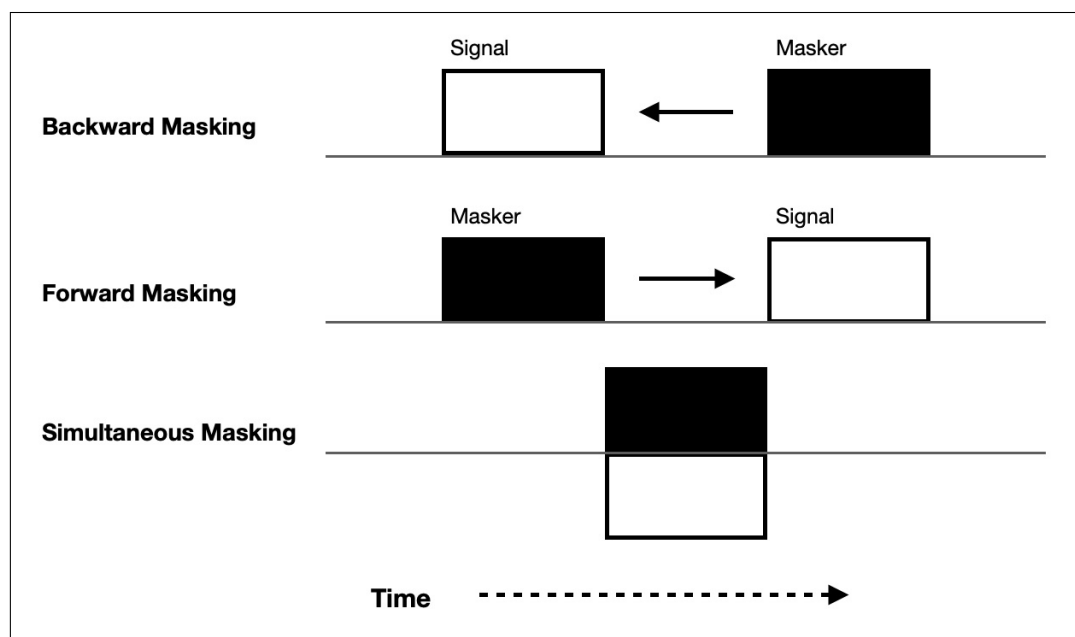 Signal Masker
Backward Masking
Masker Signal
Forward Masking
Simultaneous Masking
Time